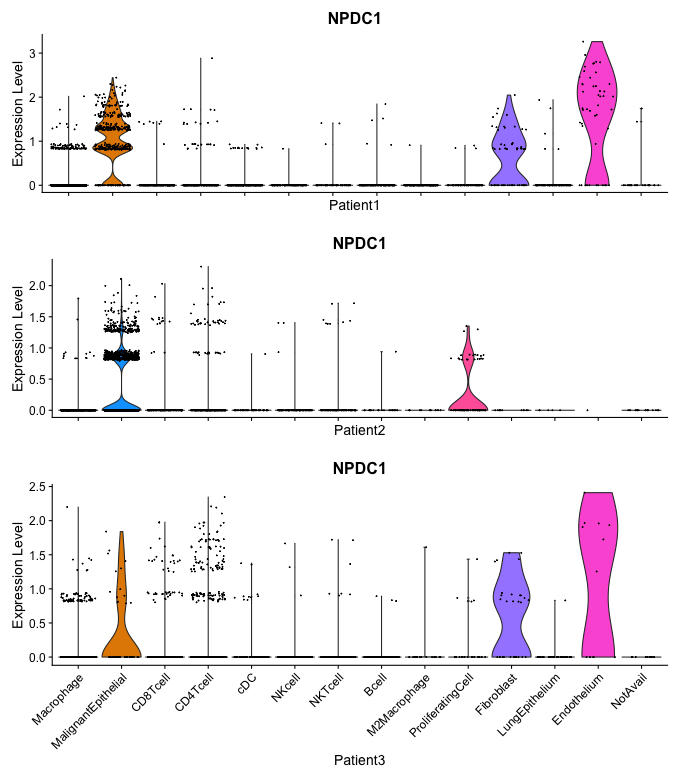 NPDC1
Expression Level
3
2
1
0
Patient1
NPDC1
Expression Level
2.0
1.5
1.0
0.5
0.0
Patient2
NPDC1
Expression Level
2.5
2.0
1.5
1.0
0.5
0.0
Macrophage
MalignantEpithelial
CD8Tcell
CD4Tcell
cDC
NKcell
NKTcell
Bcell
M2Macrophage
ProliferatingCell
Fibroblast
LungEpithelium
Endothelium
NotAvail
Patient3